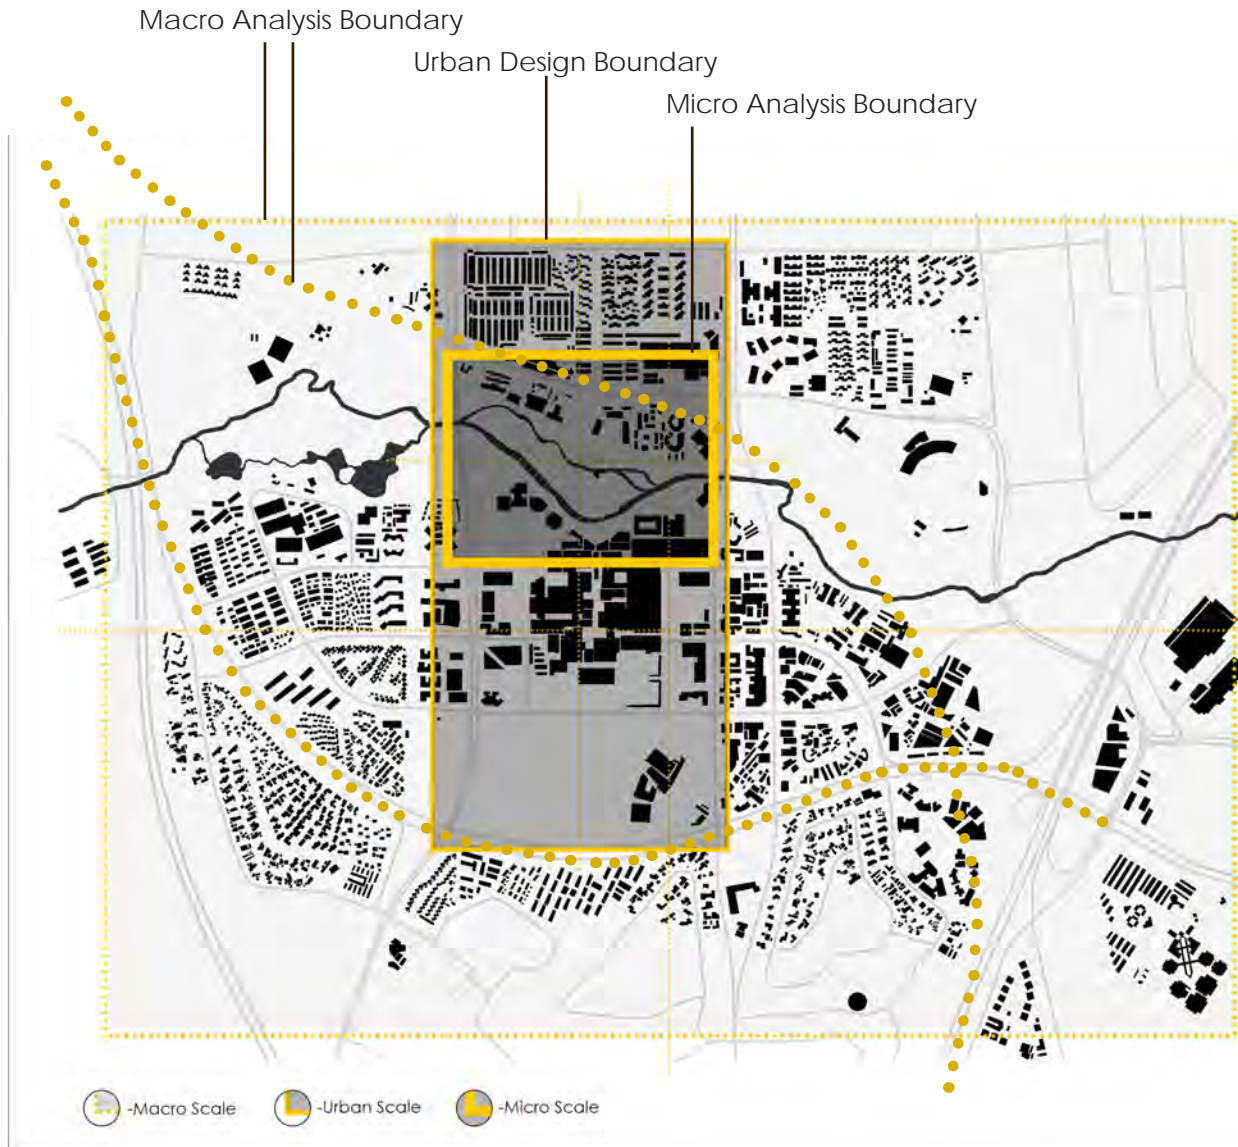 Macro Analysis Boundary
Urban Design Boundary
Micro Analysis Boundary
-Macro Scale
-Urban Scale
-Micro Scale